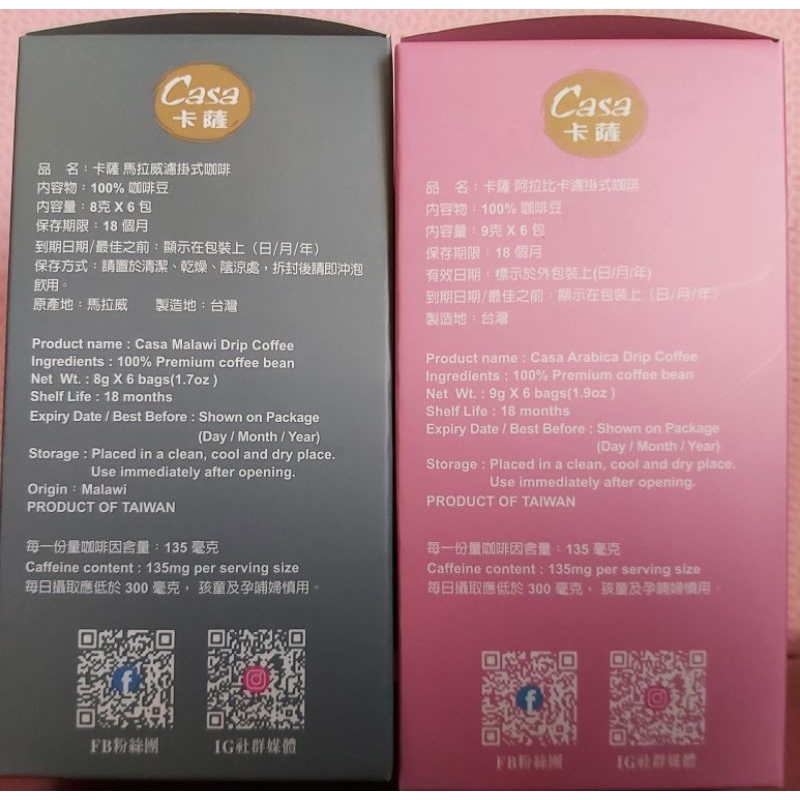 Casa
卡薩
品 名：卡薩 馬拉威濾掛式咖啡
內容物：100% 咖啡豆
內容量：8克 X 6 包
保存期限：18 個月
到期日期/最佳之前：顯示在包裝上（日/月/年）
保存方式：請置於清潔、乾燥、陰涼處，拆封後請即沖泡
飲用。
原產地：馬拉威 製造地：台灣
Product name : Casa Malawi Drip Coffee
Ingredients : 100% Premium coffee bean
Net Wt. : 8g X 6 bags(1.7oz )
Shelf Life : 18 months
Expiry Date / Best Before : Shown on Package
(Day / Month / Year)
Storage : Placed in a clean, cool and dry place.
Use immediately after opening.
Origin : Malawi
PRODUCT OF TAIWAN
每一份量咖啡因含量：135 毫克
Caffeine content : 135mg per serving size
每日攝取應低於 300 毫克， 孩童及孕哺婦慎用。
FB粉絲團 IG社群媒體
Casa
卡薩
品 名：卡薩 阿拉比卡濾掛式咖啡
內容物：100% 咖啡豆
內容量：9克 X 6 包
保存期限：18 個月
有效日期：標示於外包裝上(日/月/年)
到期日期/最佳之前：顯示在包裝上（日/月/年）
製造地：台灣
Product name : Casa Arabica Drip Coffee
Ingredients : 100% Premium coffee bean
Net Wt. : 9g X 6 bags(1.9oz )
Shelf Life : 18 months
Expiry Date / Best Before : Shown on Package
(Day / Month / Year)
Storage : Placed in a clean, cool and dry place.
Use immediately after opening.
PRODUCT OF TAIWAN
每一份量咖啡因含量：135 毫克
Caffeine content : 135mg per serving size
每日攝取應低於 300 毫克， 孩童及孕哺婦慎用。
FB粉絲團 IG社群媒體